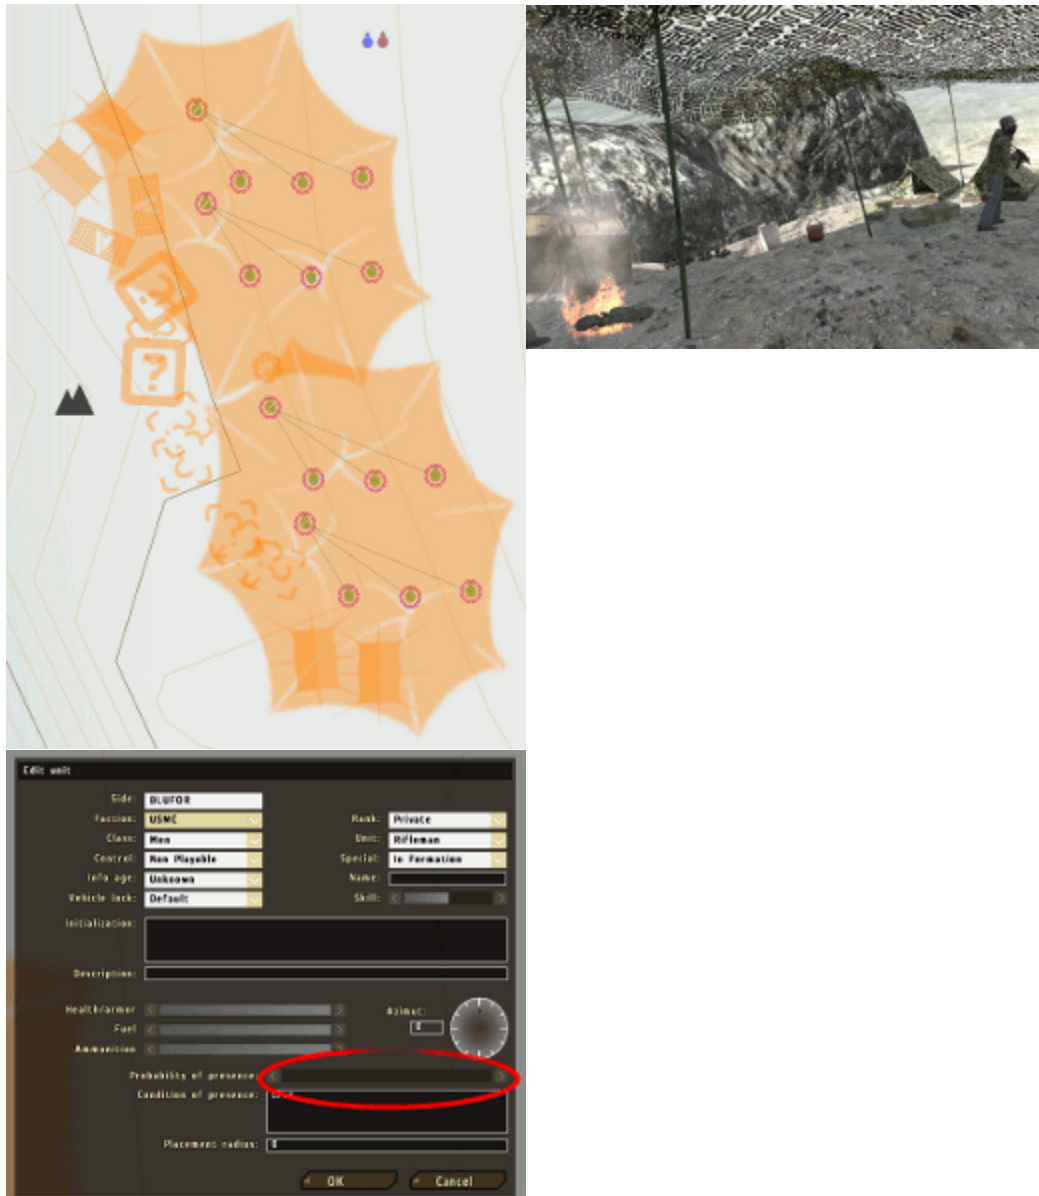 ?
?
Edit unit
Side: BLUFOR
Faction: USMC
Rank: Private
Class: Men
Unit: Rifleman
Control: Non Playable
Special: In Formation
Info age: Unknown
Name:
Vehicle lock: Default
Skill:
Initialization:
Description:
Health/armor
Azimut:
Fuel
0
Ammunition
Probability of presence:
Condition of presence:
Placement radius: 0
OK Cancel